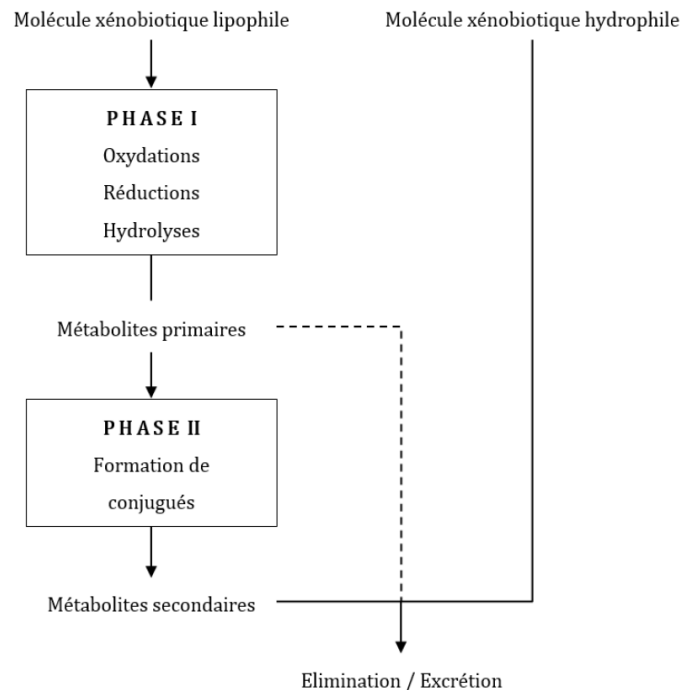 Molécule xénobiotique lipophile
Molécule xénobiotique hydrophile
PHASE I
Oxydations
Réductions
Hydrolyses
Métabolites primaires
PHASE II
Formation de
conjugués
Métabolites secondaires
Elimination / Excrétion